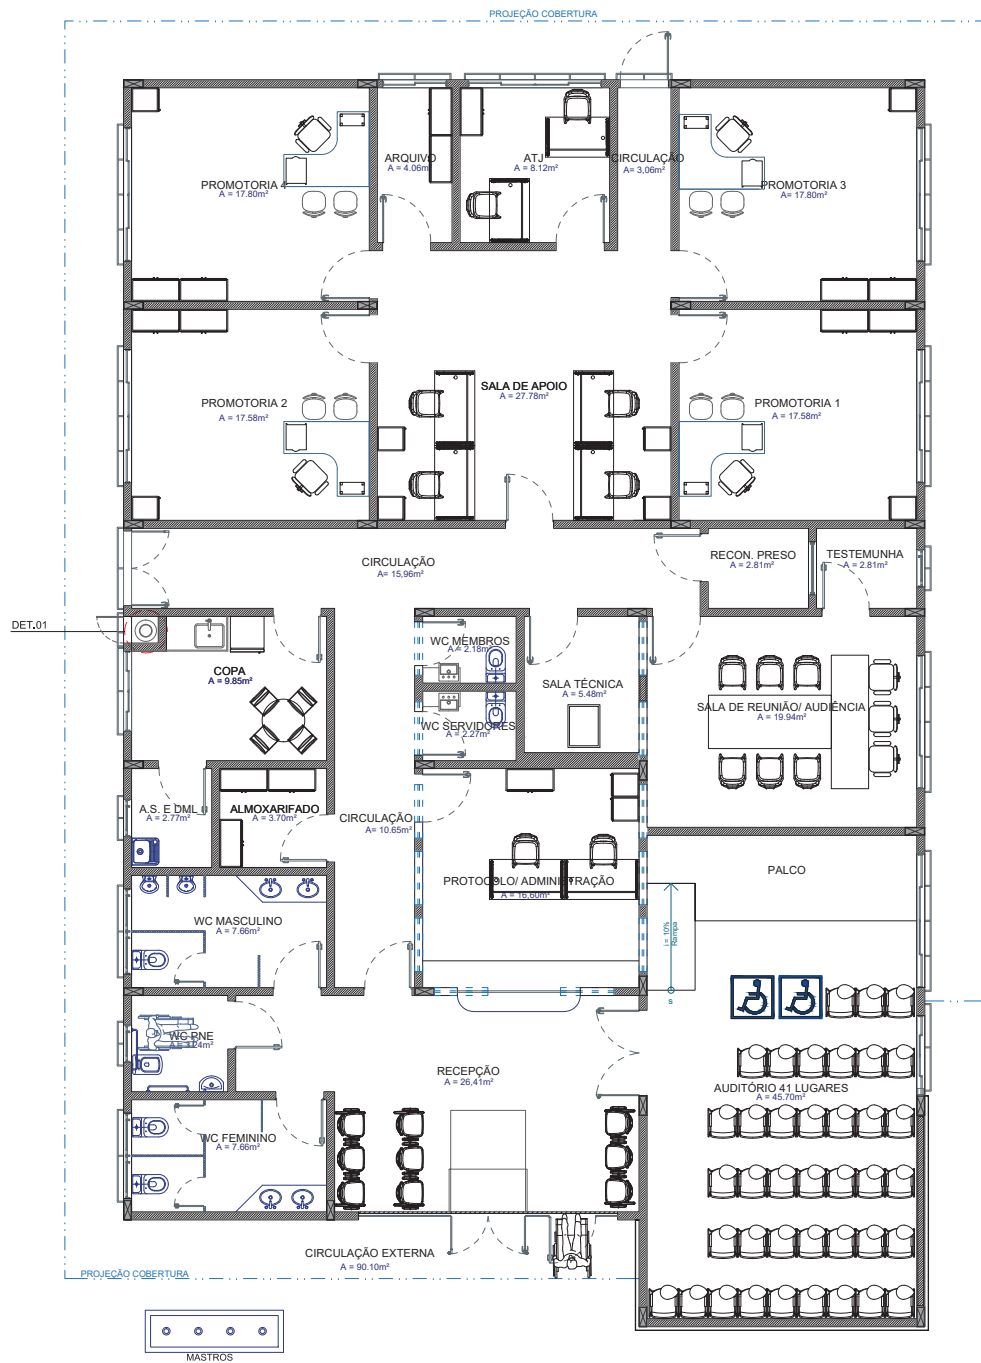 PROJEÇÃO COBERTURA
ARQUIVO
A = 4.06m²
ATJ
A = 8.12m²
CIRCULAÇÃO
A = 3,06m²
PROMOTORIA 4
A = 17.80m²
PROMOTORIA 3
A= 17.80m²
SALA DE APOIO
A = 27.78m²
PROMOTORIA 2
A = 17.58m²
PROMOTORIA 1
A = 17.58m²
CIRCULAÇÃO
A= 15,96m²
RECON. PRESO
A = 2.81m²
TESTEMUNHA
A = 2.81m²
DET.01
WC MEMBROS
A = 2.18m²
COPA
A = 9.85m²
SALA TÉCNICA
A = 5.48m²
WC SERVIDORES
A = 2.27m²
SALA DE REUNIÃO/ AUDIÊNCIA
A = 19.94m²
A.S. E DML
A = 2.77m²
ALMOXARIFADO
A = 3.70m²
CIRCULAÇÃO
A= 10.65m²
PROTOCOLO/ ADMINISTRAÇÃO
A = 16,60m²
PALCO
WC MASCULINO
A = 7.66m²
i = 10%
Rampa
S
WC PNE
A = 3.24m²
RECEPÇÃO
A = 26,41m²
AUDITÓRIO 41 LUGARES
A = 45.70m²
WC FEMININO
A = 7.66m²
CIRCULAÇÃO EXTERNA
A = 90.10m²
PROJEÇÃO COBERTURA
MASTROS